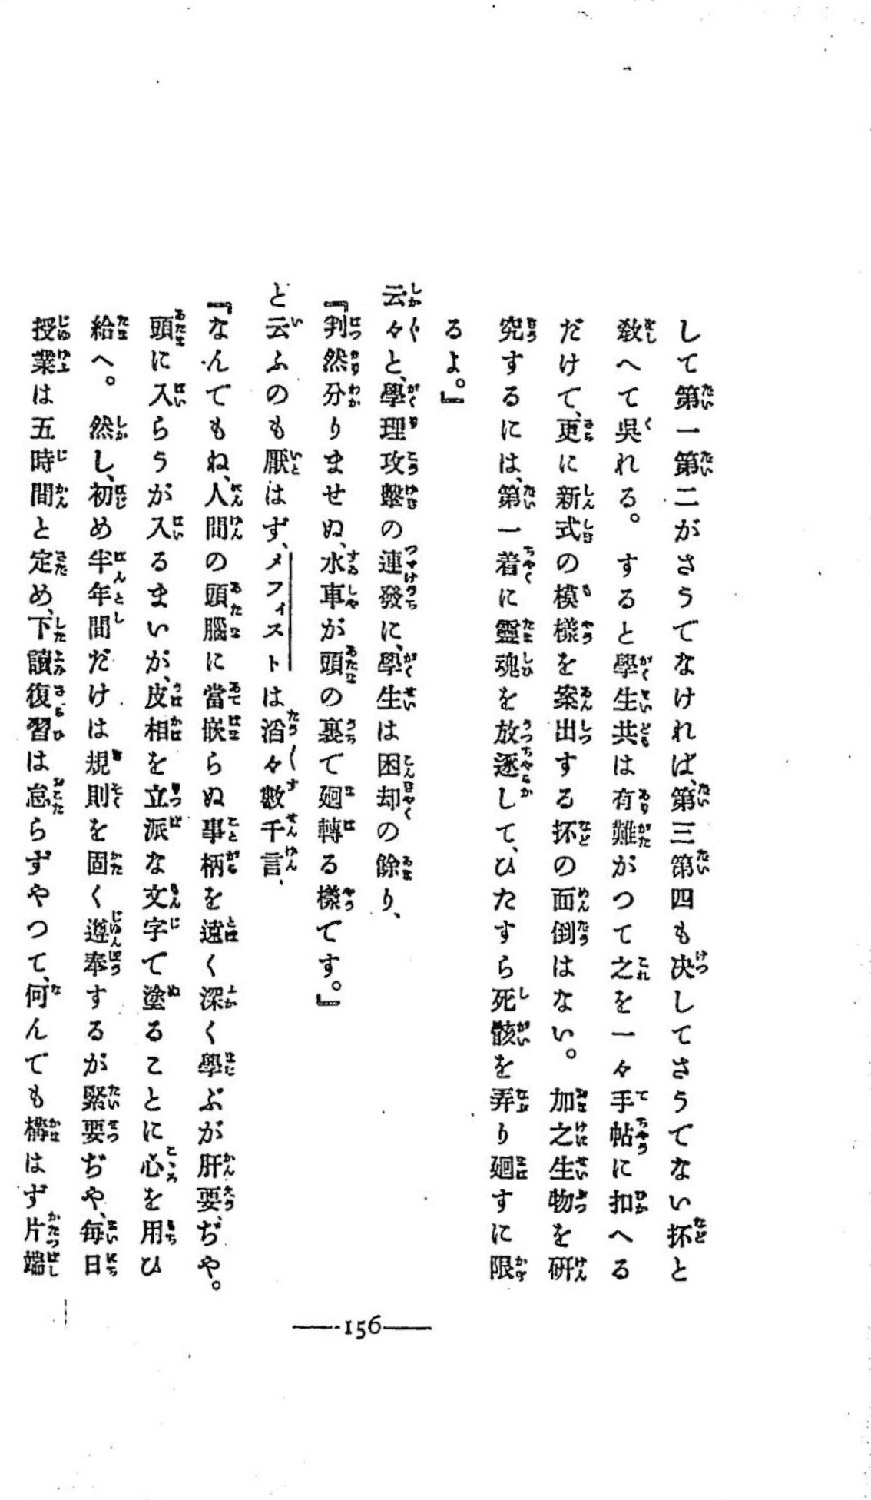 して第一第二がさうでなければ、第三第四も决してさうでない抔と
敎へて呉れる。すると學生共は有難がつて之を一々手帖に扣へる
だけで、更に新式の模樣を案出する抔の面倒はない。加之生物を研
究するには、第一着に靈魂を放逐して、ひたすら死骸を弄り廻すに限
るよ。』
云々と、學理攻擊の連發に、學生は困却の餘り、
『判然分りませぬ、水車が頭の裏で廻轉る樣です。』
と云ふのも厭はず、メフィストは滔々數千言、
『なんでもね、人間の頭腦に當嵌らぬ事柄を遠く深く學ぶが肝要ぢや。
頭に入らうが入るまいが、皮相を立派な文字で塗ることに心を用ひ
給へ。然し、初め半年間だけは規則を固く遵奉するが緊要ぢや、每日
授業は五時間と定め、下讀復習は怠らずやつて、何んでも構はず片端
156